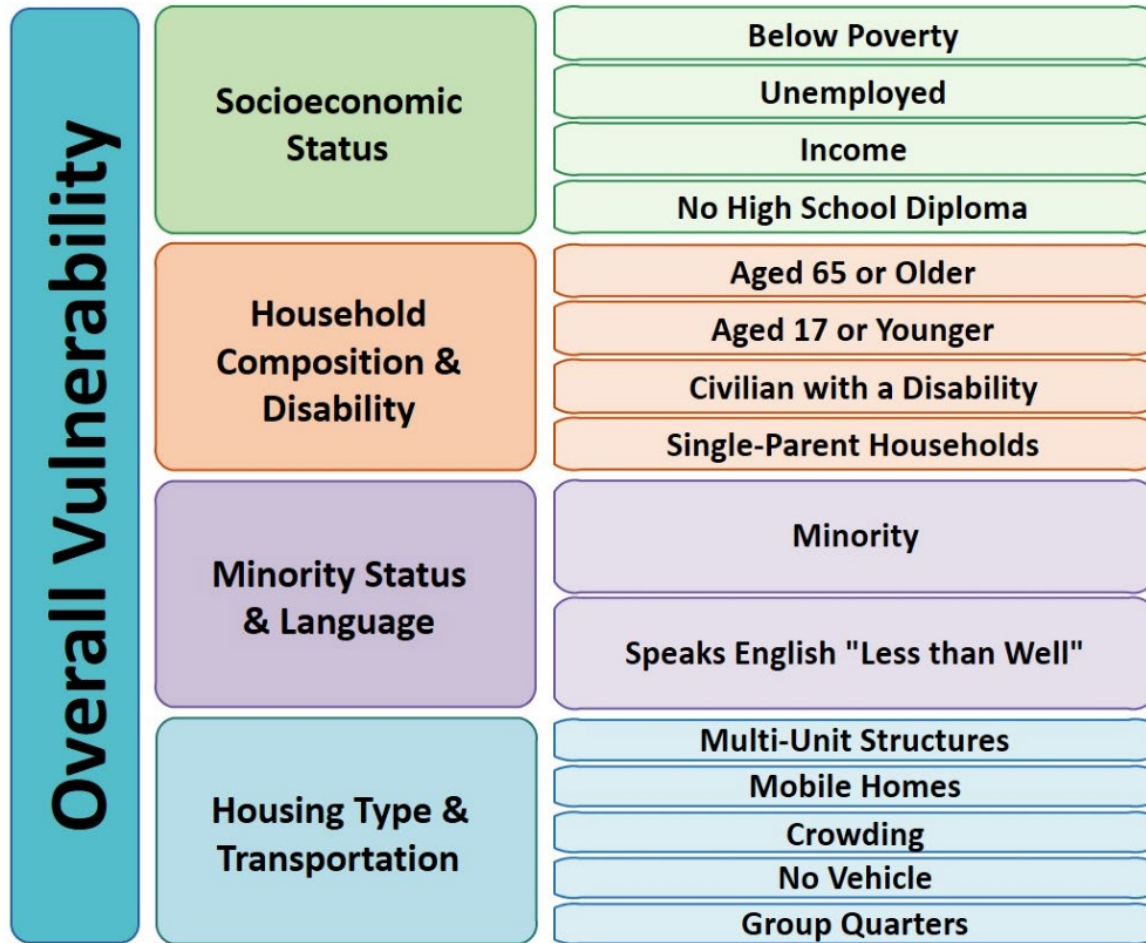 Overall Vulnerability
Socioeconomic
Status
Below Poverty
Unemployed
Income
No High School Diploma
Household
Composition &
Disability
Aged 65 or Older
Aged 17 or Younger
Civilian with a Disability
Single-Parent Households
Minority Status
& Language
Minority
Speaks English "Less than Well"
Housing Type &
Transportation
Multi-Unit Structures
Mobile Homes
Crowding
No Vehicle
Group Quarters